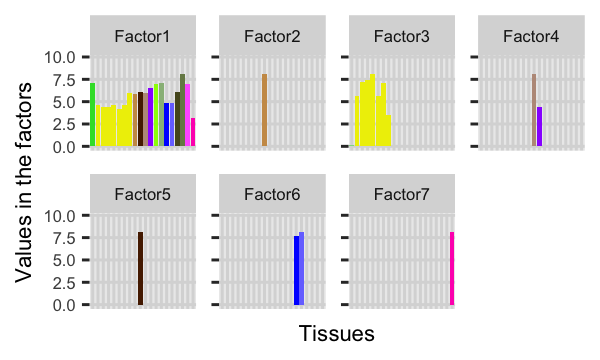 Factor1 Factor2 Factor3 Factor4
10.0
7.5
5.0
2.5
0.0
Values in the factors
Factor5 Factor6 Factor7
10.0
7.5
5.0
2.5
0.0
Tissues